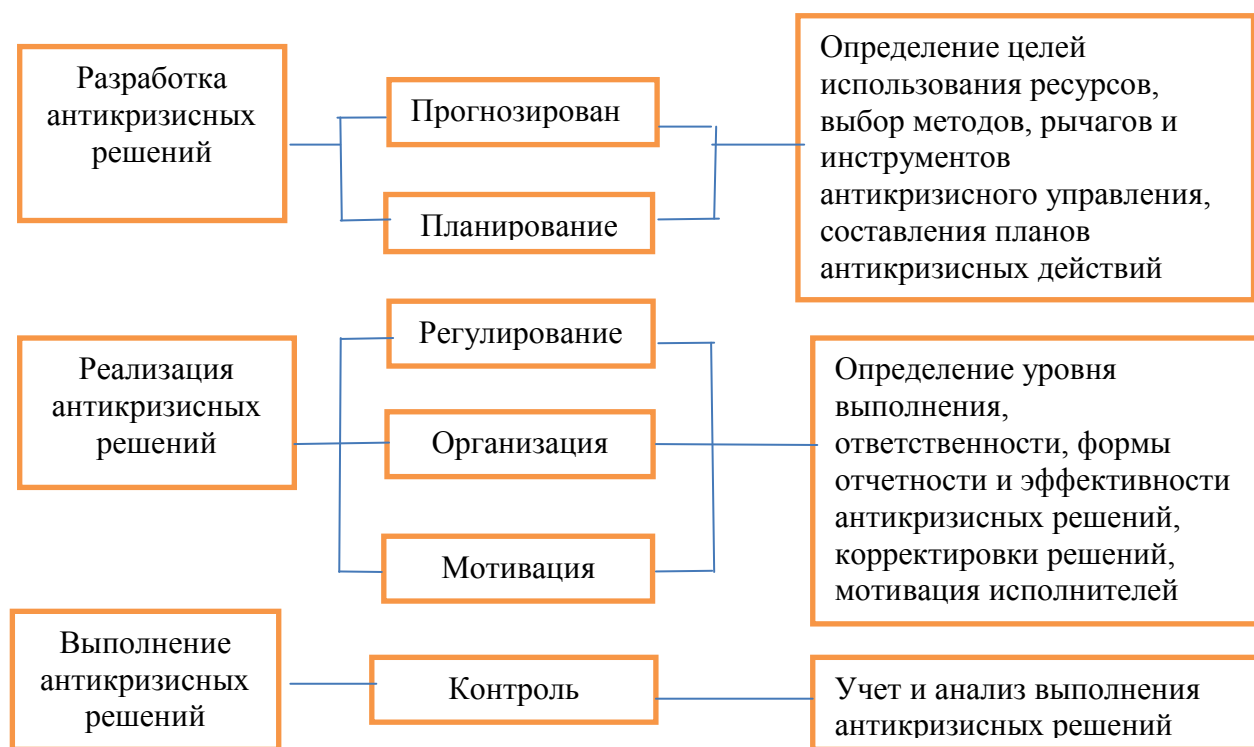 Разработка
антикризисных
решений
Прогнозирован
Планирование
Определение целей
использования ресурсов,
выбор методов, рычагов и
инструментов
антикризисного управления,
составления планов
антикризисных действий
Реализация
антикризисных
решений
Регулирование
Организация
Мотивация
Определение уровня
выполнения,
ответственности, формы
отчетности и эффективности
антикризисных решений,
корректировки решений,
мотивация исполнителей
Выполнение
антикризисных
решений
Контроль
Учет и анализ выполнения
антикризисных решений